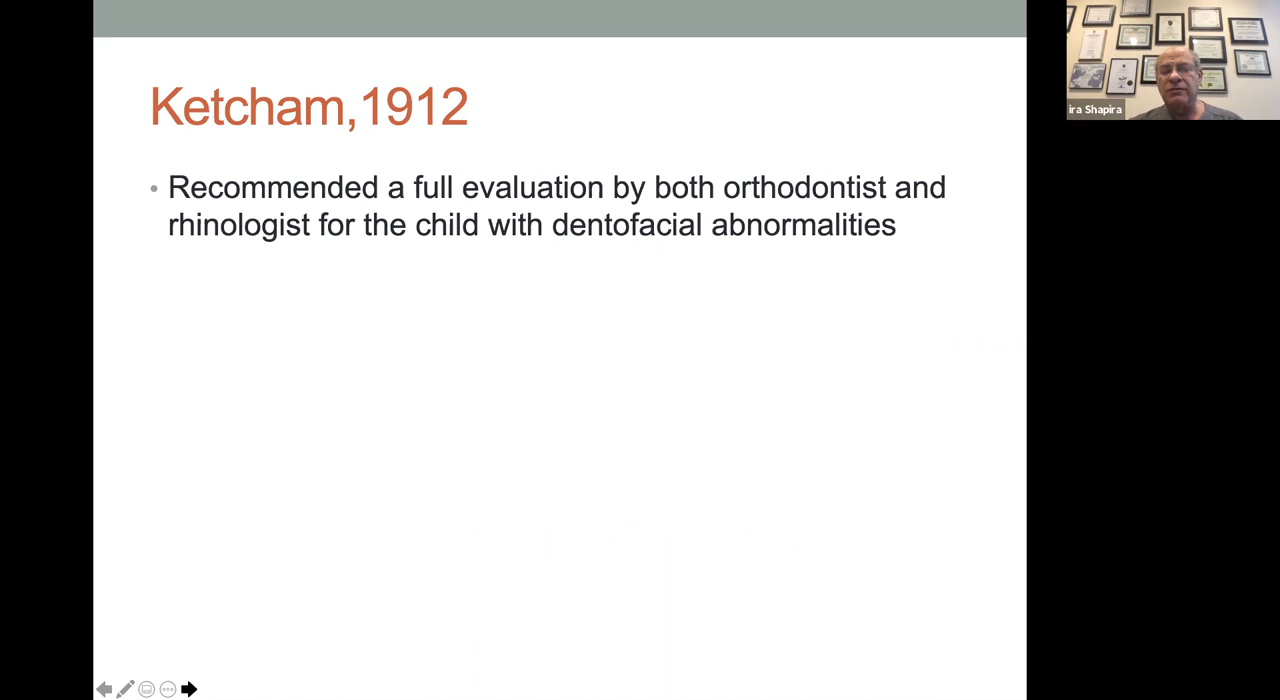 Ketcham,1912
• Recommended a full evaluation by both orthodontist and
rhinologist for the child with dentofacial abnormalities
ira Shapira